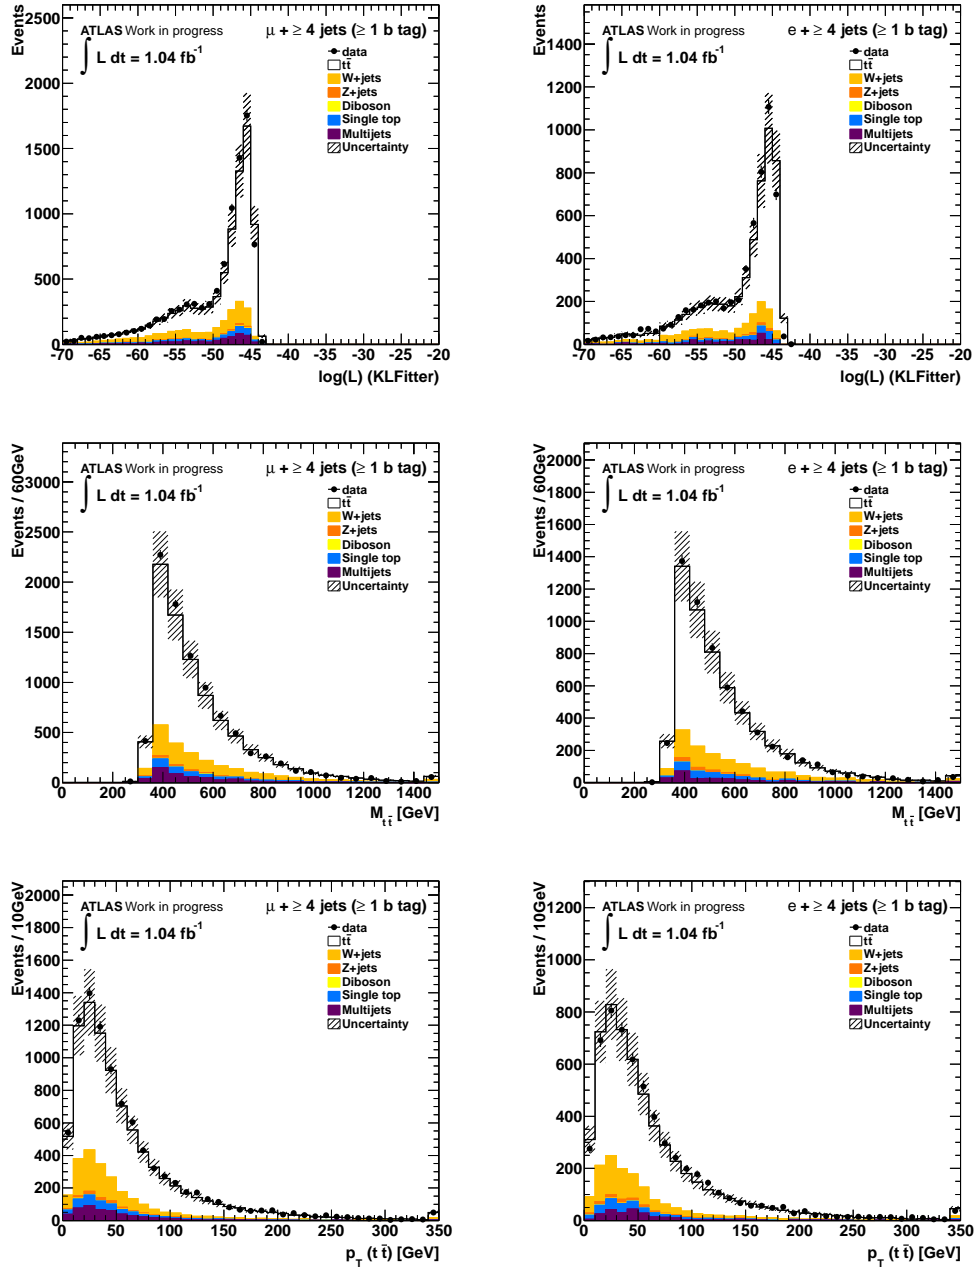 Events
2500
2000
1500
1000
500
0
ATLAS Work in progress
∫ L dt = 1.04 fb⁻¹
μ + ≥ 4 jets (≥ 1 b tag)
data
tt̄
W+jets
Z+jets
Diboson
Single top
Multijets
Uncertainty
-70 -65 -60 -55 -50 -45 -40 -35 -30 -25 -20
log(L) (KLFitter)
Events
1400
1200
1000
800
600
400
200
0
ATLAS Work in progress
∫ L dt = 1.04 fb⁻¹
e + ≥ 4 jets (≥ 1 b tag)
data
tt̄
W+jets
Z+jets
Diboson
Single top
Multijets
Uncertainty
-70 -65 -60 -55 -50 -45 -40 -35 -30 -25 -20
log(L) (KLFitter)
Events / 60GeV
3000
2500
2000
1500
1000
500
0
ATLAS Work in progress
∫ L dt = 1.04 fb⁻¹
μ + ≥ 4 jets (≥ 1 b tag)
data
tt̄
W+jets
Z+jets
Diboson
Single top
Multijets
Uncertainty
0 200 400 600 800 1000 1200 1400
M_tt̄ [GeV]
Events / 60GeV
2000
1800
1600
1400
1200
1000
800
600
400
200
0
ATLAS Work in progress
∫ L dt = 1.04 fb⁻¹
e + ≥ 4 jets (≥ 1 b tag)
data
tt̄
W+jets
Z+jets
Diboson
Single top
Multijets
Uncertainty
0 200 400 600 800 1000 1200 1400
M_tt̄ [GeV]
Events / 10GeV
2000
1800
1600
1400
1200
1000
800
600
400
200
0
ATLAS Work in progress
∫ L dt = 1.04 fb⁻¹
μ + ≥ 4 jets (≥ 1 b tag)
data
tt̄
W+jets
Z+jets
Diboson
Single top
Multijets
Uncertainty
0 50 100 150 200 250 300 350
p_T (tt̄) [GeV]
Events / 10GeV
1200
1000
800
600
400
200
0
ATLAS Work in progress
∫ L dt = 1.04 fb⁻¹
e + ≥ 4 jets (≥ 1 b tag)
data
tt̄
W+jets
Z+jets
Diboson
Single top
Multijets
Uncertainty
0 50 100 150 200 250 300 350
p_T (tt̄) [GeV]